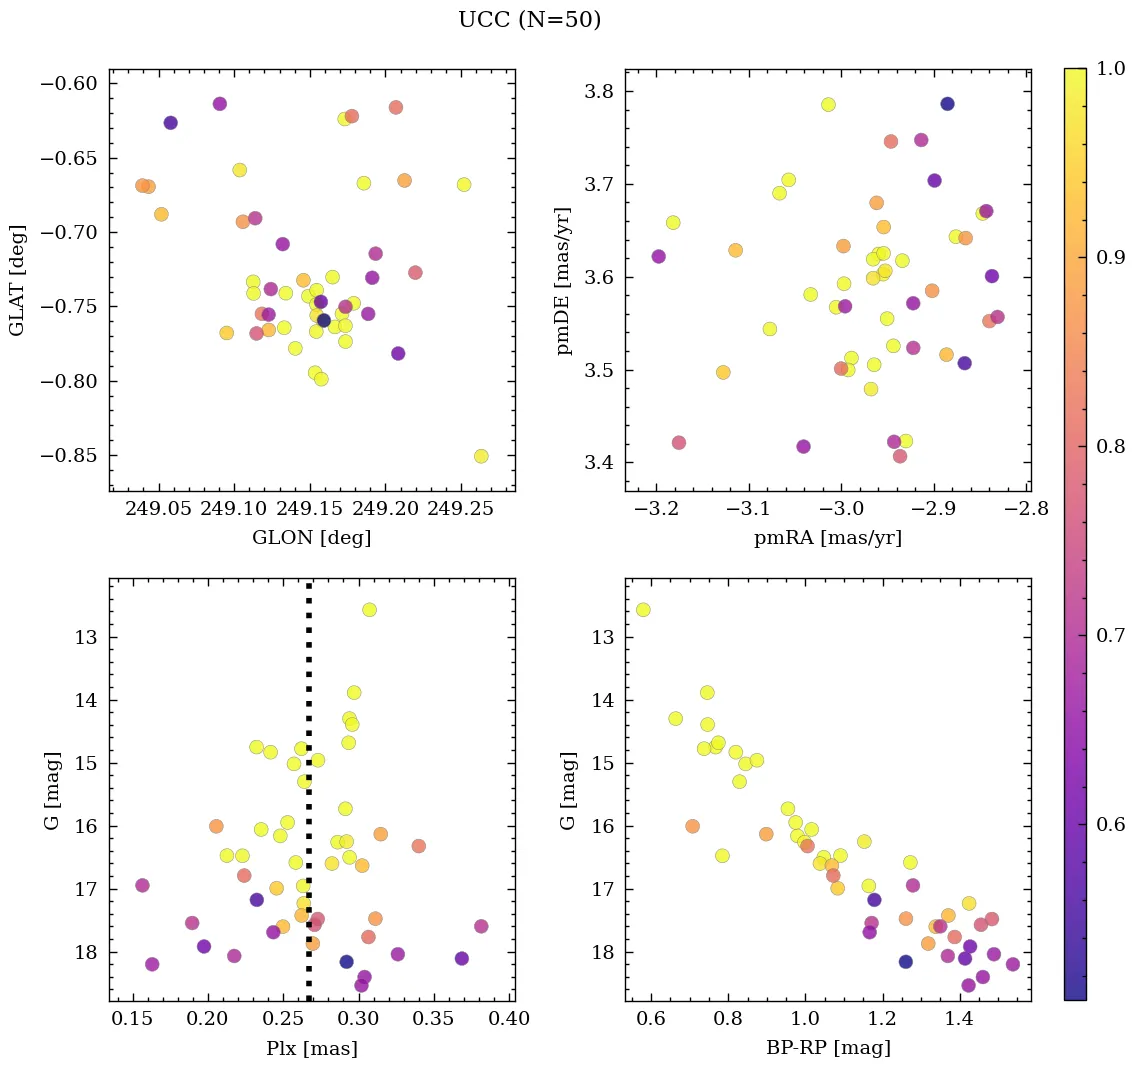 UCC (N=50)
−0.60
−0.65
−0.70
−0.75
−0.80
−0.85
GLAT [deg]
249.05 249.10 249.15 249.20 249.25
GLON [deg]
3.8
3.7
3.6
3.5
3.4
pmDE [mas/yr]
−3.2 −3.1 −3.0 −2.9 −2.8
pmRA [mas/yr]
13
14
15
16
17
18
G [mag]
0.15 0.20 0.25 0.30 0.35 0.40
Plx [mas]
13
14
15
16
17
18
G [mag]
0.6 0.8 1.0 1.2 1.4
BP-RP [mag]
1.0
0.9
0.8
0.7
0.6